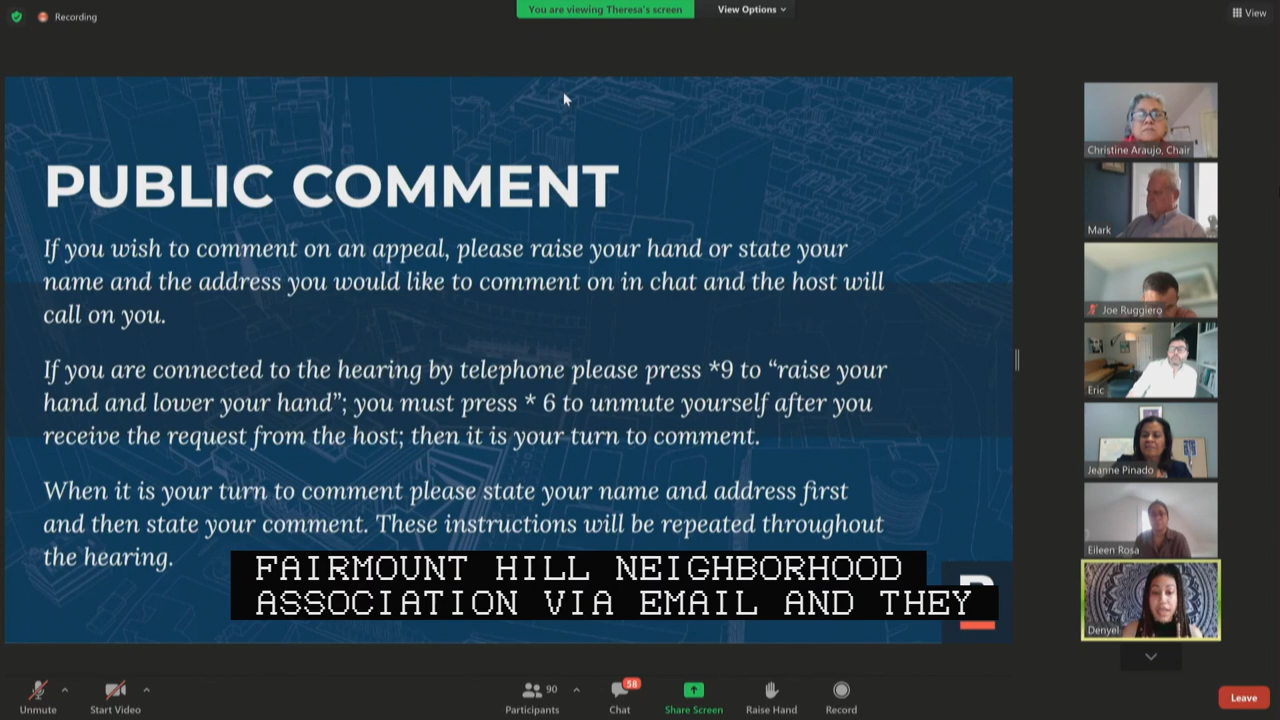 Recording
You are viewing Theresa's screen
View Options
View
PUBLIC COMMENT
If you wish to comment on an appeal, please raise your hand or state your
name and the address you would like to comment on in chat and the host will
call on you.
If you are connected to the hearing by telephone please press *9 to “raise your
hand and lower your hand”; you must press * 6 to unmute yourself after you
receive the request from the host; then it is your turn to comment.
When it is your turn to comment please state your name and address first
and then state your comment. These instructions will be repeated throughout
the hearing.
FAIRMOUNT HILL NEIGHBORHOOD
ASSOCIATION VIA EMAIL AND THEY
Christine Araujo, Chair
Mark
Joe Ruggiero
Eric
Jeanne Pinado
Eileen Rosa
Denyel
Unmute
Start Video
90
Participants
58
Chat
Share Screen
Raise Hand
Record
Leave